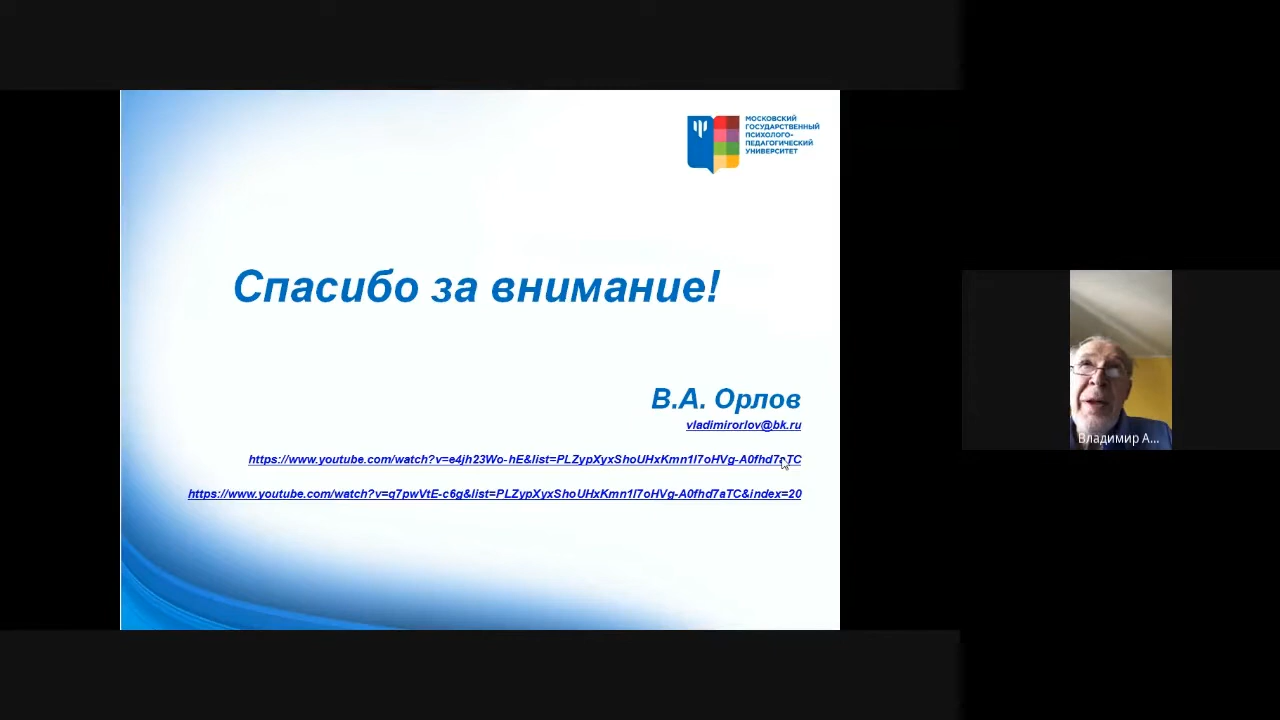 МОСКОВСКИЙ
ГОСУДАРСТВЕННЫЙ
ПСИХОЛОГО-
ПЕДАГОГИЧЕСКИЙ
УНИВЕРСИТЕТ
Спасибо за внимание!
В.А. Орлов
vladimirorlov@bk.ru
https://www.youtube.com/watch?v=e4jh23Wo-hE&list=PLZypXyxShoUHxKmn1l7oHVg-A0fhd7aTC
https://www.youtube.com/watch?v=q7pwVtE-c6g&list=PLZypXyxShoUHxKmn1l7oHVg-A0fhd7aTC&index=20
Владимир А...